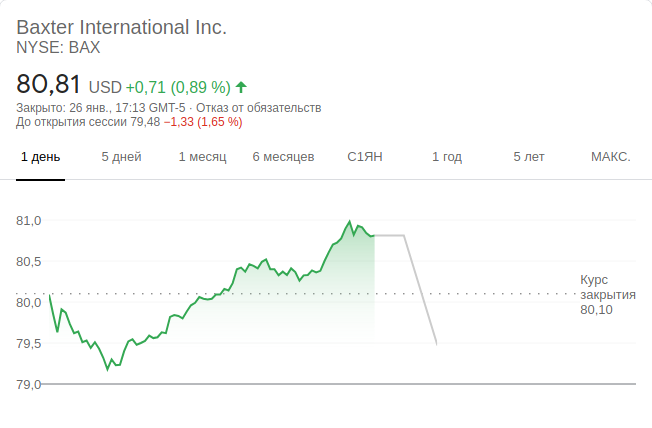 Baxter International Inc.
NYSE: BAX
80,81 USD +0,71 (0,89 %)
Закрыто: 26 янв., 17:13 GMT-5 · Отказ от обязательств
До открытия сессии 79,48 −1,33 (1,65 %)
1 день 5 дней 1 месяц 6 месяцев С1ЯН 1 год 5 лет МАКС.
81,0
80,5
80,0
79,5
79,0
Курс
закрытия
80,10